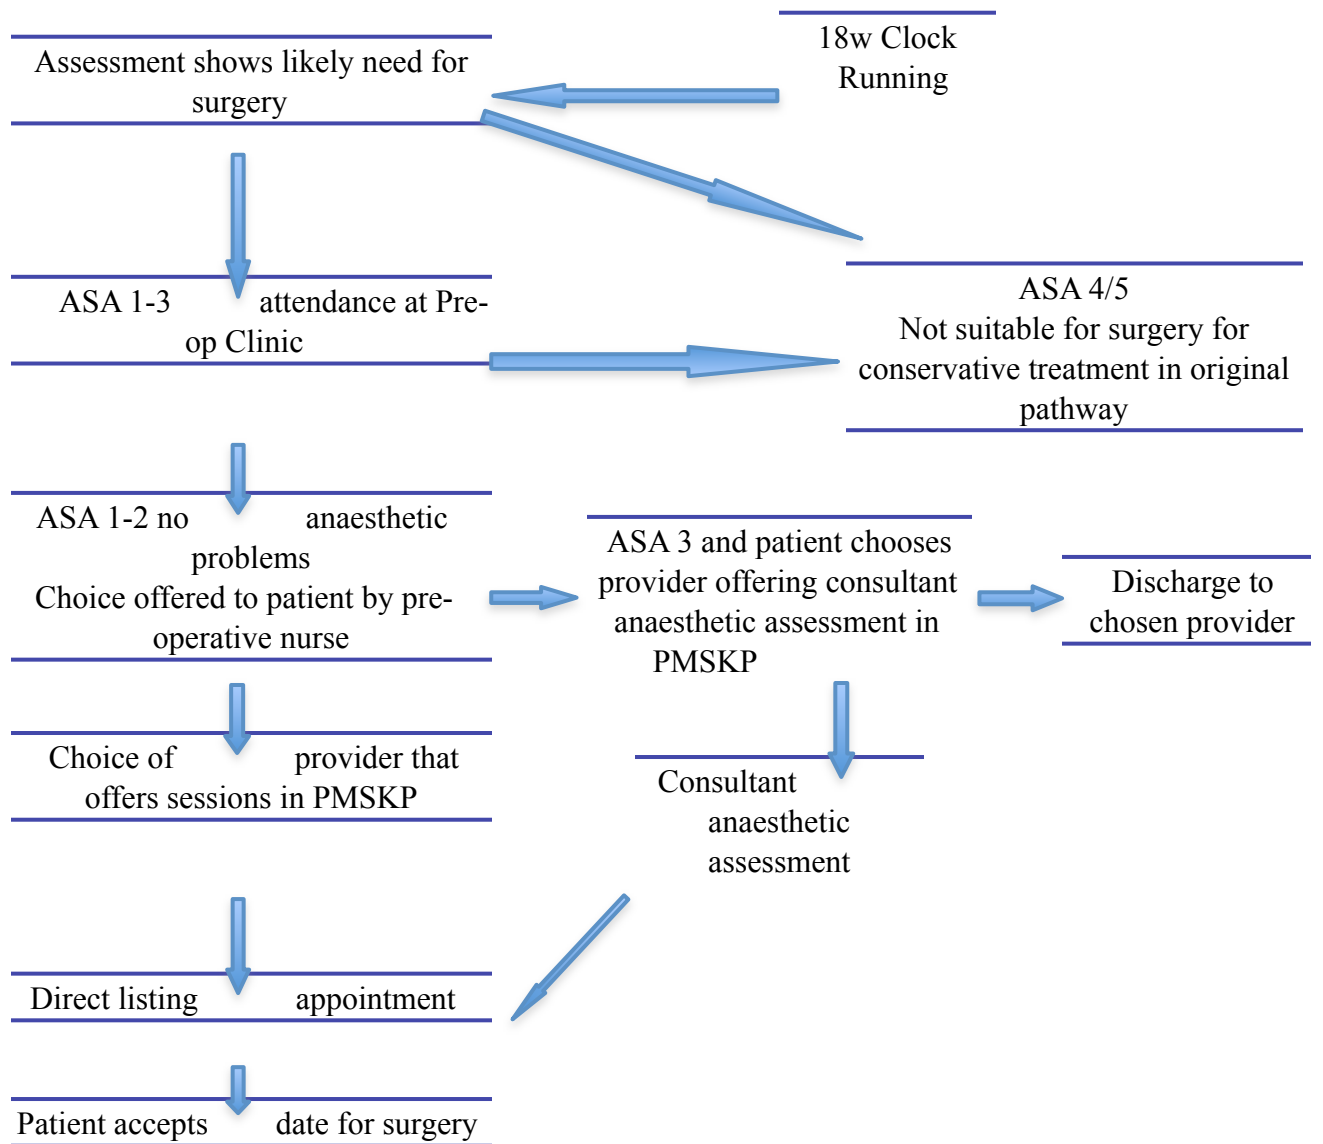 18w Clock
Running
Assessment shows likely need for
surgery
ASA 1-3 attendance at Pre-
op Clinic
ASA 4/5
Not suitable for surgery for
conservative treatment in original
pathway
ASA 1-2 no anaesthetic
problems
Choice offered to patient by pre-
operative nurse
ASA 3 and patient chooses
provider offering consultant
anaesthetic assessment in
PMSKP
Discharge to
chosen provider
Choice of provider that
offers sessions in PMSKP
Consultant
anaesthetic
assessment
Direct listing appointment
Patient accepts date for surgery